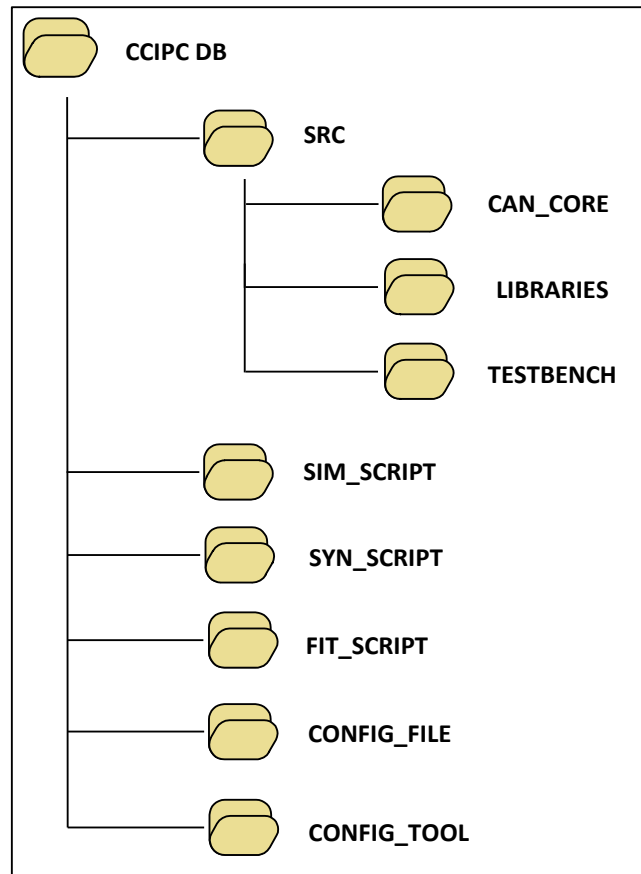 CCIPC DB
SRC
CAN_CORE
LIBRARIES
TESTBENCH
SIM_SCRIPT
SYN_SCRIPT
FIT_SCRIPT
CONFIG_FILE
CONFIG_TOOL